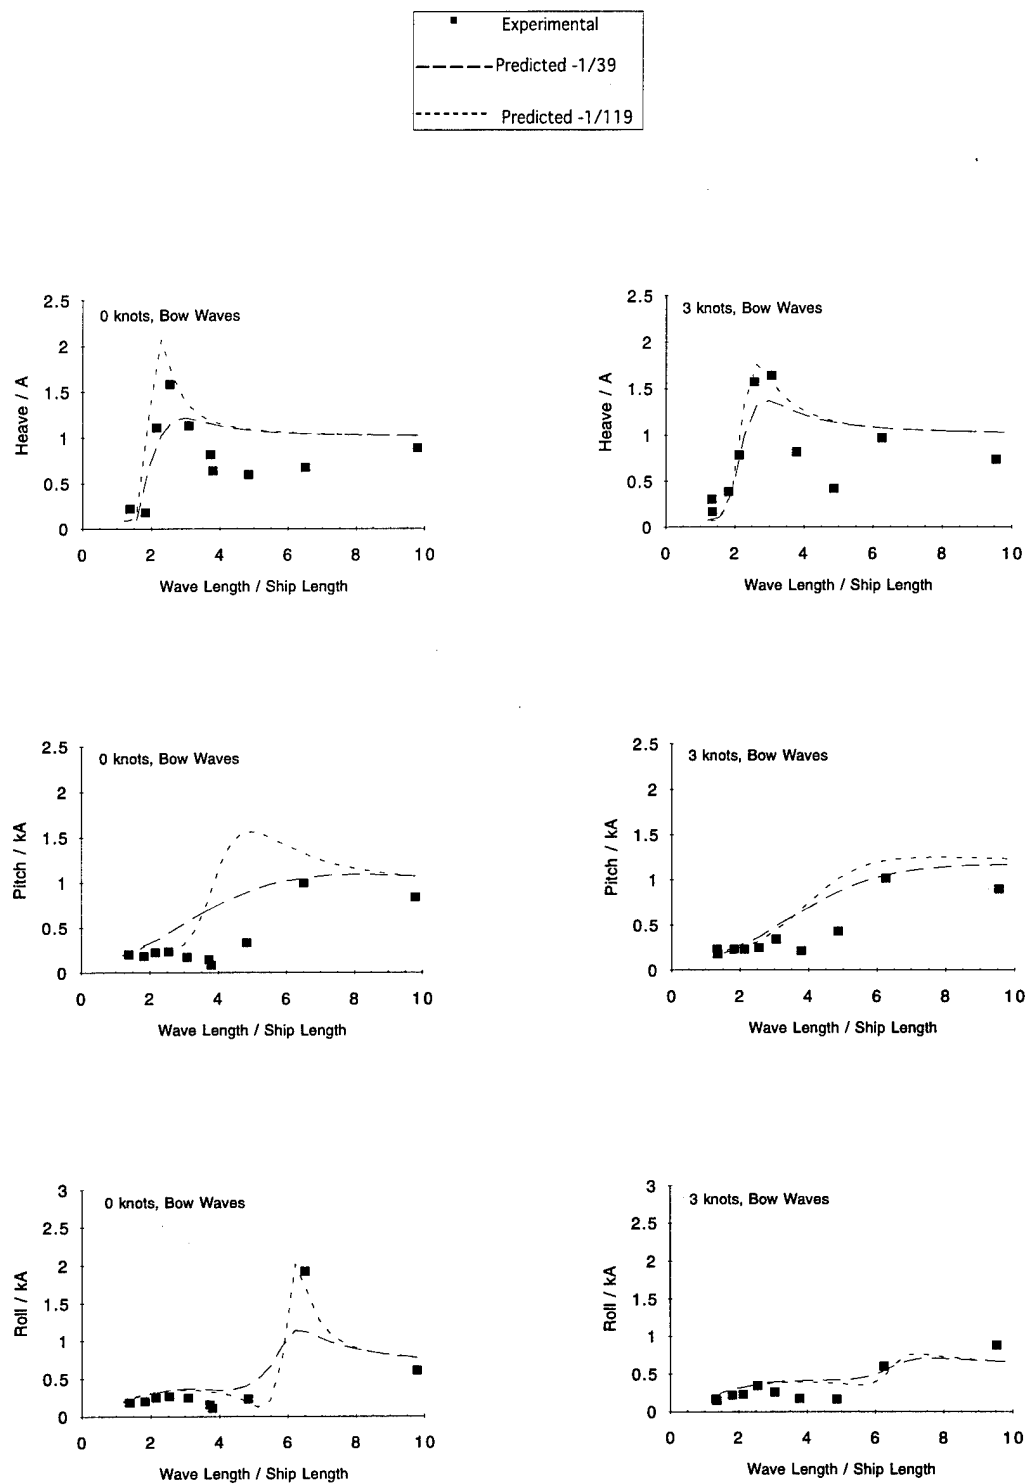 Experimental
Predicted -1/39
Predicted -1/119
0 knots, Bow Waves
2.5
2
1.5
1
0.5
0
Heave / A
0 2 4 6 8 10
Wave Length / Ship Length
3 knots, Bow Waves
2.5
2
1.5
1
0.5
0
Heave / A
0 2 4 6 8 10
Wave Length / Ship Length
0 knots, Bow Waves
2.5
2
1.5
1
0.5
0
Pitch / kA
0 2 4 6 8 10
Wave Length / Ship Length
3 knots, Bow Waves
2.5
2
1.5
1
0.5
0
Pitch / kA
0 2 4 6 8 10
Wave Length / Ship Length
0 knots, Bow Waves
3
2.5
2
1.5
1
0.5
0
Roll / kA
0 2 4 6 8 10
Wave Length / Ship Length
3 knots, Bow Waves
3
2.5
2
1.5
1
0.5
0
Roll / kA
0 2 4 6 8 10
Wave Length / Ship Length